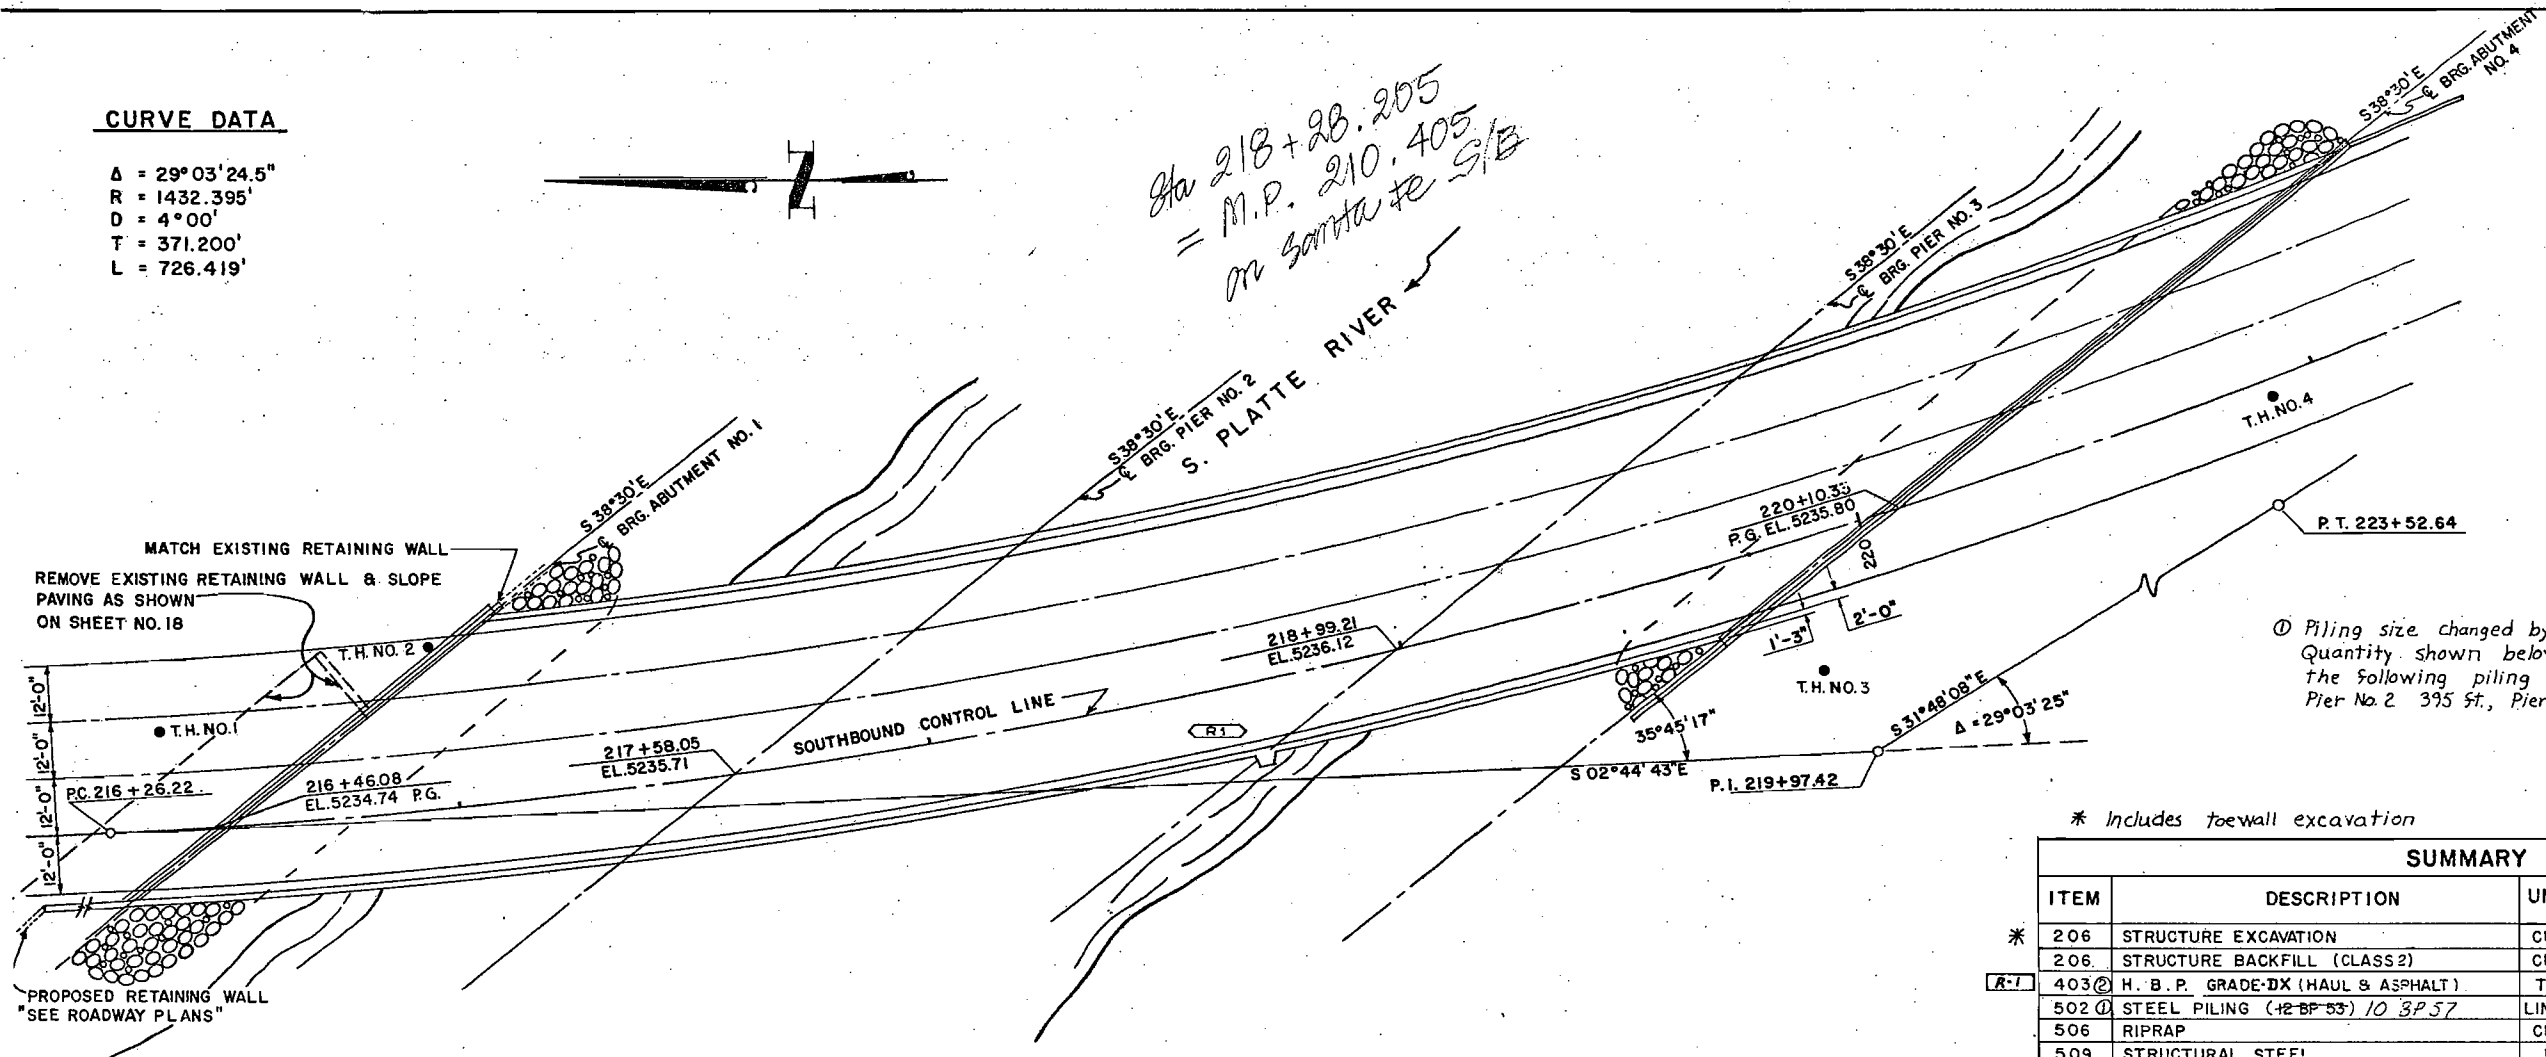 CURVE DATA
Δ = 29°03'24.5"
R = 1432.395'
D = 4°00'
T = 371.200'
L = 726.419'
N
Sta 218+28.205
= M.P. 210.405
on Santa Fe S/B
S. PLATTE RIVER
S 38°30'E
℄ BRG. ABUTMENT NO. 1
S38°30'E
℄ BRG. PIER NO. 2
S38°30'E
℄ BRG. PIER NO. 3
S38°30'E
℄ BRG. ABUTMENT
NO. 4
MATCH EXISTING RETAINING WALL
REMOVE EXISTING RETAINING WALL & SLOPE
PAVING AS SHOWN
ON SHEET NO. 18
T.H. NO. 2
T.H. NO. 1
12'-0"
12'-0"
12'-0"
12'-0"
P.C. 216 + 26.22
216 + 46.08
EL. 5234.74 P.G.
217 + 58.05
EL. 5235.71
SOUTHBOUND CONTROL LINE
218+99.21
EL. 5236.12
R1
220+10.35
P.G. EL. 5235.80
220
1'-3"
2'-0"
T.H. NO. 3
T.H. NO. 4
35°45'17"
S 02°44'43"E
P.I. 219+97.42
S31°48'08"E
Δ = 29°03'25"
P.T. 223+52.64
PROPOSED RETAINING WALL
"SEE ROADWAY PLANS"
① Piling size changed by
Quantity shown
the following piling
Pier No. 2 395 ft., Pier
* Includes toewall excavation
SUMMARY
ITEM DESCRIPTION
* 206 STRUCTURE EXCAVATION
206 STRUCTURE BACKFILL (CLASS 2)
R-1 403 ② H. B. P. GRADE-DX (HAUL & ASPHALT)
502 ① STEEL PILING (12 BP 53) 10 BP 57
506 RIPRAP
509 STRUCTURAL STEEL